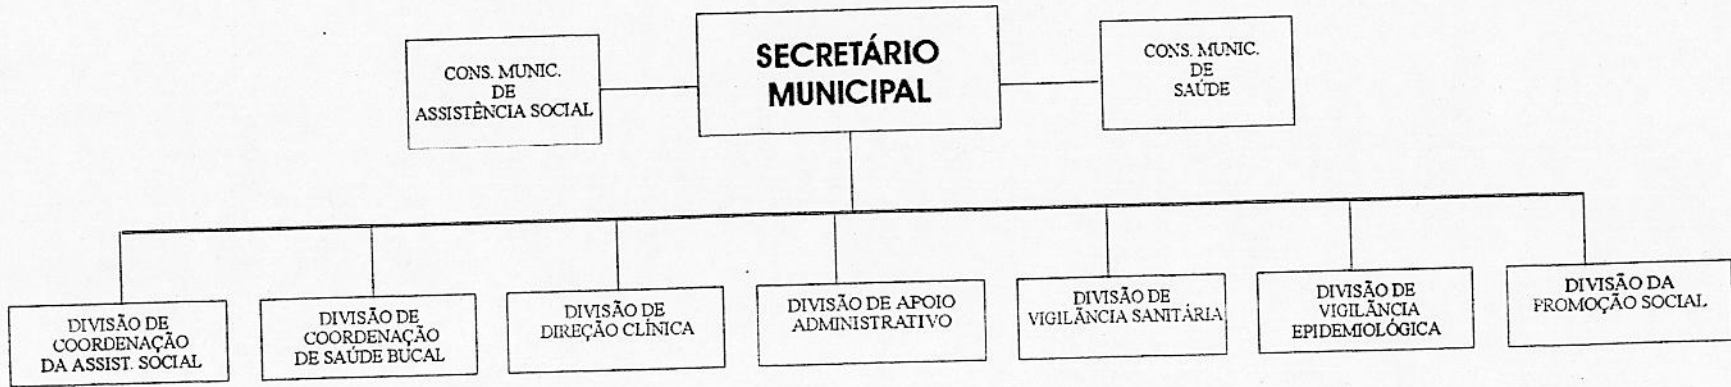 CONS. MUNIC.
DE
ASSISTÊNCIA SOCIAL
SECRETÁRIO
MUNICIPAL
CONS. MUNIC.
DE
SAÚDE
DIVISÃO DE
COORDENAÇÃO
DA ASSIST. SOCIAL
DIVISÃO DE
COORDENAÇÃO
DE SAÚDE BUCAL
DIVISÃO DE
DIREÇÃO CLÍNICA
DIVISÃO DE APOIO
ADMINISTRATIVO
DIVISÃO DE
VIGILÂNCIA SANITÁRIA
DIVISÃO DE
VIGILÂNCIA
EPIDEMIOLÓGICA
DIVISÃO DA
PROMOÇÃO SOCIAL